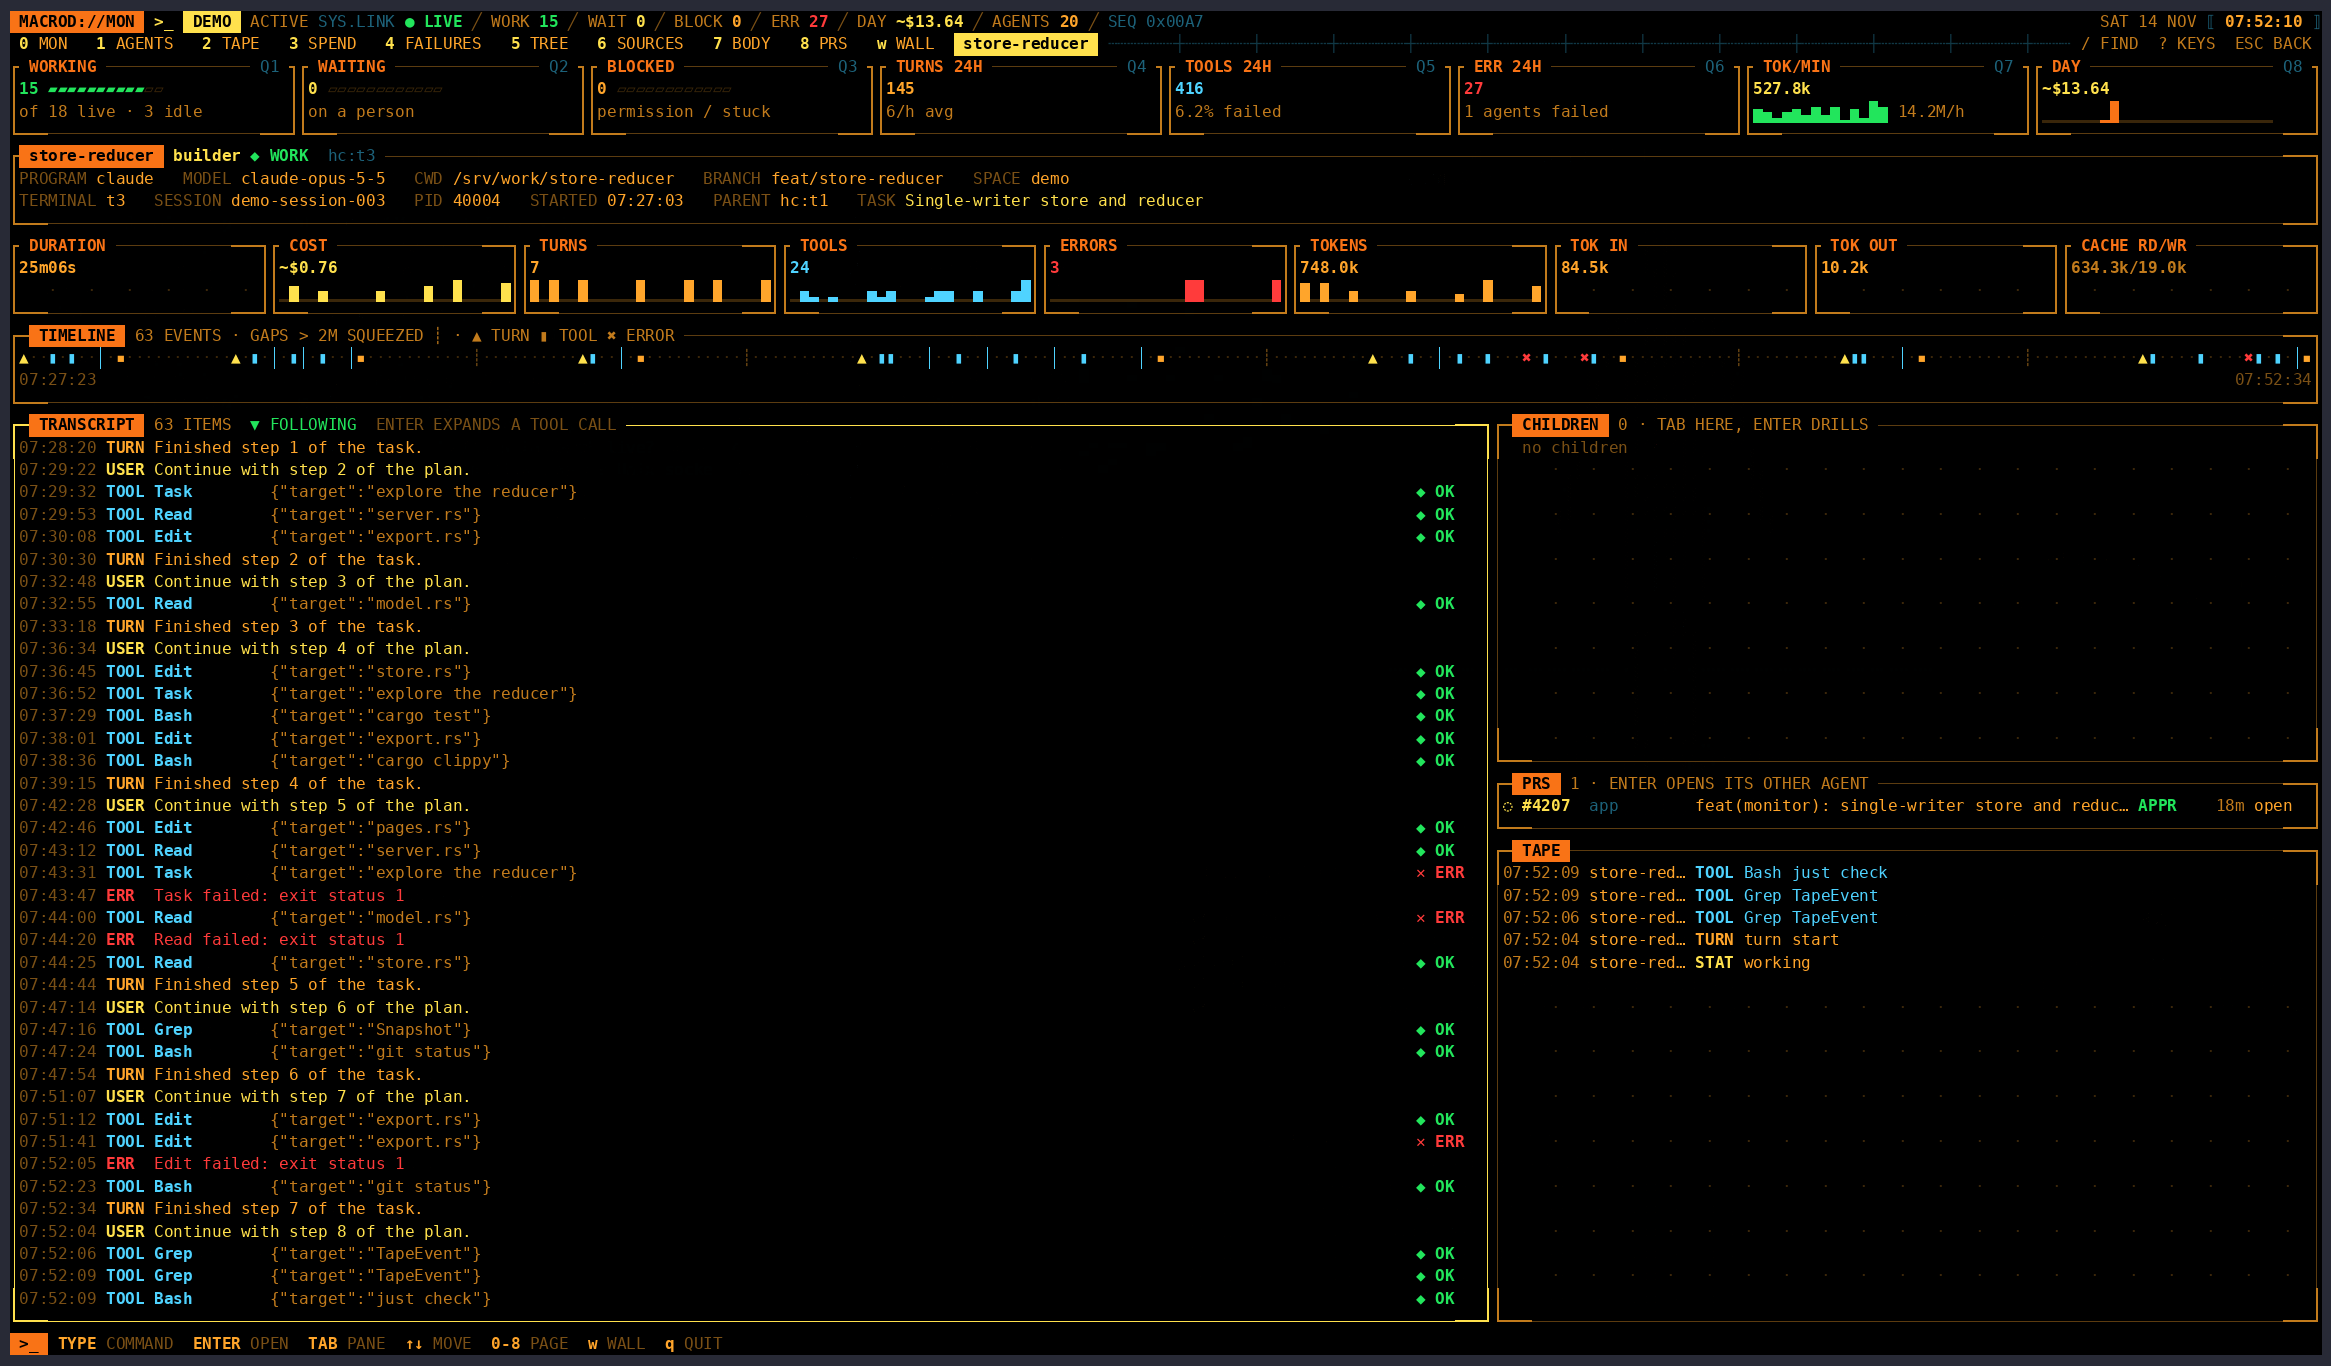 MACROD://MON >_ DEMO ACTIVE SYS.LINK ● LIVE / WORK 15 / WAIT 0 / BLOCK 0 / ERR 27 / DAY ~$13.64 / AGENTS 20 / SEQ 0x00A7 SAT 14 NOV 07:52:10
0 MON 1 AGENTS 2 TAPE 3 SPEND 4 FAILURES 5 TREE 6 SOURCES 7 BODY 8 PRS w WALL store-reducer / FIND ? KEYS ESC BACK
WORKING Q1 WAITING Q2 BLOCKED Q3 TURNS 24H Q4 TOOLS 24H Q5 ERR 24H Q6 TOK/MIN Q7 DAY Q8
15 0 0 145 416 27 527.8k ~$13.64
of 18 live · 3 idle on a person permission / stuck 6/h avg 6.2% failed 1 agents failed 14.2M/h
store-reducer builder ◆ WORK hc:t3
PROGRAM claude MODEL claude-opus-5-5 CWD /srv/work/store-reducer BRANCH feat/store-reducer SPACE demo
TERMINAL t3 SESSION demo-session-003 PID 40004 STARTED 07:27:03 PARENT hc:t1 TASK Single-writer store and reducer
DURATION COST TURNS TOOLS ERRORS TOKENS TOK IN TOK OUT CACHE RD/WR
25m06s ~$0.76 7 24 3 748.0k 84.5k 10.2k 634.3k/19.0k
TIMELINE 63 EVENTS · GAPS > 2M SQUEEZED ┊ · ▲ TURN ▮ TOOL ✖ ERROR
07:27:23 07:52:34
TRANSCRIPT 63 ITEMS ▼ FOLLOWING ENTER EXPANDS A TOOL CALL
07:28:20 TURN Finished step 1 of the task.
07:29:22 USER Continue with step 2 of the plan.
07:29:32 TOOL Task {"target":"explore the reducer"} ◆ OK
07:29:53 TOOL Read {"target":"server.rs"} ◆ OK
07:30:08 TOOL Edit {"target":"export.rs"} ◆ OK
07:30:30 TURN Finished step 2 of the task.
07:32:48 USER Continue with step 3 of the plan.
07:32:55 TOOL Read {"target":"model.rs"} ◆ OK
07:33:18 TURN Finished step 3 of the task.
07:36:34 USER Continue with step 4 of the plan.
07:36:45 TOOL Edit {"target":"store.rs"} ◆ OK
07:36:52 TOOL Task {"target":"explore the reducer"} ◆ OK
07:37:29 TOOL Bash {"target":"cargo test"} ◆ OK
07:38:01 TOOL Edit {"target":"export.rs"} ◆ OK
07:38:36 TOOL Bash {"target":"cargo clippy"} ◆ OK
07:39:15 TURN Finished step 4 of the task.
07:42:28 USER Continue with step 5 of the plan.
07:42:46 TOOL Edit {"target":"pages.rs"} ◆ OK
07:43:12 TOOL Read {"target":"server.rs"} ◆ OK
07:43:31 TOOL Task {"target":"explore the reducer"} ✕ ERR
07:43:47 ERR Task failed: exit status 1
07:44:00 TOOL Read {"target":"model.rs"} ✕ ERR
07:44:20 ERR Read failed: exit status 1
07:44:25 TOOL Read {"target":"store.rs"} ◆ OK
07:44:44 TURN Finished step 5 of the task.
07:47:14 USER Continue with step 6 of the plan.
07:47:16 TOOL Grep {"target":"Snapshot"} ◆ OK
07:47:24 TOOL Bash {"target":"git status"} ◆ OK
07:47:54 TURN Finished step 6 of the task.
07:51:07 USER Continue with step 7 of the plan.
07:51:12 TOOL Edit {"target":"export.rs"} ◆ OK
07:51:41 TOOL Edit {"target":"export.rs"} ✕ ERR
07:52:05 ERR Edit failed: exit status 1
07:52:23 TOOL Bash {"target":"git status"} ◆ OK
07:52:34 TURN Finished step 7 of the task.
07:52:04 USER Continue with step 8 of the plan.
07:52:06 TOOL Grep {"target":"TapeEvent"} ◆ OK
07:52:09 TOOL Grep {"target":"TapeEvent"} ◆ OK
07:52:09 TOOL Bash {"target":"just check"} ◆ OK
CHILDREN 0 · TAB HERE, ENTER DRILLS
no children
PRS 1 · ENTER OPENS ITS OTHER AGENT
#4207 app feat(monitor): single-writer store and reduc… APPR 18m open
TAPE
07:52:09 store-red… TOOL Bash just check
07:52:09 store-red… TOOL Grep TapeEvent
07:52:06 store-red… TOOL Grep TapeEvent
07:52:04 store-red… TURN turn start
07:52:04 store-red… STAT working
>_ TYPE COMMAND ENTER OPEN TAB PANE ↑↓ MOVE 0-8 PAGE w WALL q QUIT